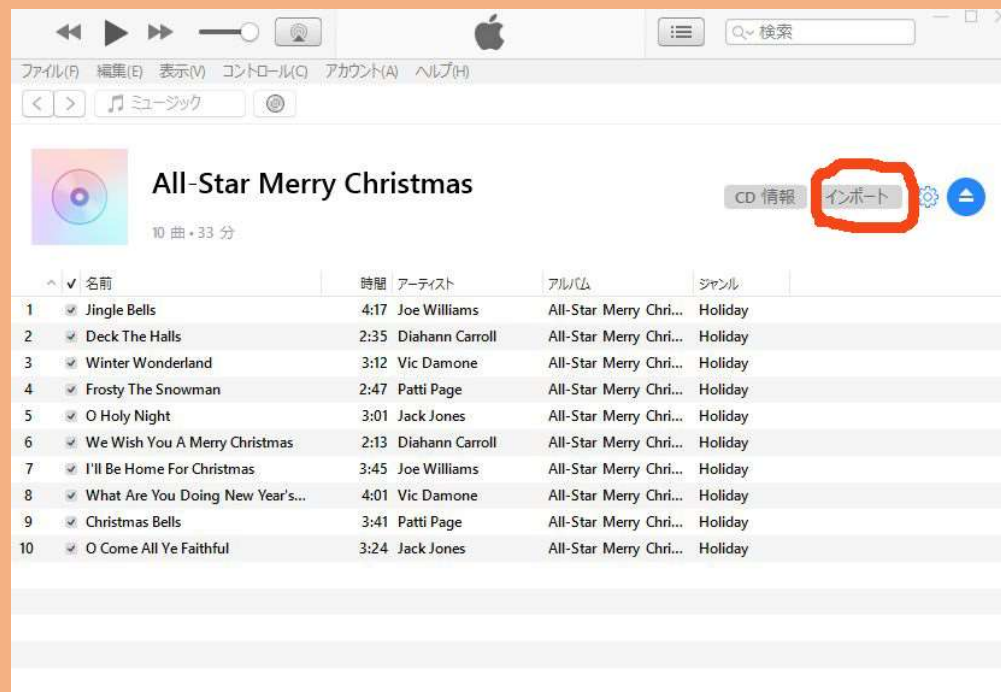 検索
ファイル(F) 編集(E) 表示(V) コントロール(C) アカウント(A) ヘルプ(H)
ミュージック
All-Star Merry Christmas
CD 情報 インポート
10 曲・33 分
名前 時間 アーティスト アルバム ジャンル
1 Jingle Bells 4:17 Joe Williams All-Star Merry Chri... Holiday
2 Deck The Halls 2:35 Diahann Carroll All-Star Merry Chri... Holiday
3 Winter Wonderland 3:12 Vic Damone All-Star Merry Chri... Holiday
4 Frosty The Snowman 2:47 Patti Page All-Star Merry Chri... Holiday
5 O Holy Night 3:01 Jack Jones All-Star Merry Chri... Holiday
6 We Wish You A Merry Christmas 2:13 Diahann Carroll All-Star Merry Chri... Holiday
7 I'll Be Home For Christmas 3:45 Joe Williams All-Star Merry Chri... Holiday
8 What Are You Doing New Year's... 4:01 Vic Damone All-Star Merry Chri... Holiday
9 Christmas Bells 3:41 Patti Page All-Star Merry Chri... Holiday
10 O Come All Ye Faithful 3:24 Jack Jones All-Star Merry Chri... Holiday